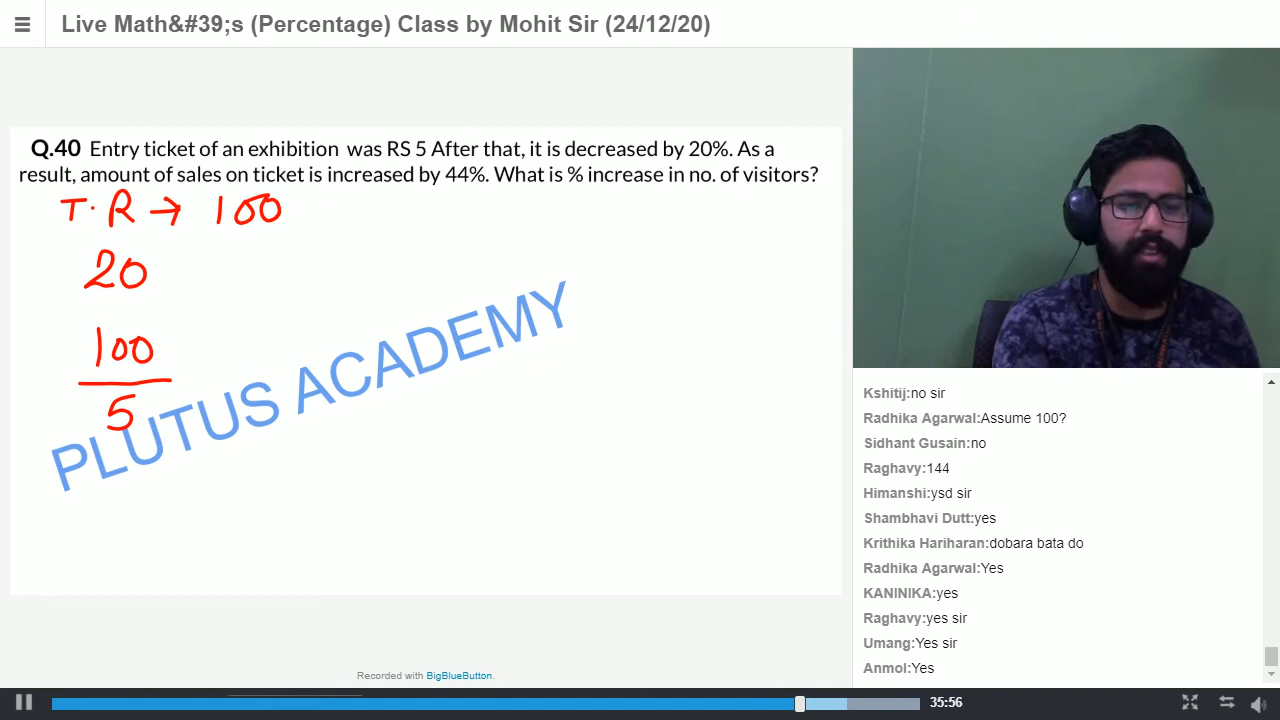 Live Math&#39;s (Percentage) Class by Mohit Sir (24/12/20)
Q.40 Entry ticket of an exhibition was RS 5 After that, it is decreased by 20%. As a
result, amount of sales on ticket is increased by 44%. What is % increase in no. of visitors?
T.R → 100
20
100
5
PLUTUS ACADEMY
Recorded with BigBlueButton.
Kshitij:no sir
Radhika Agarwal:Assume 100?
Sidhant Gusain:no
Raghavy:144
Himanshi:ysd sir
Shambhavi Dutt:yes
Krithika Hariharan:dobara bata do
Radhika Agarwal:Yes
KANINIKA:yes
Raghavy:yes sir
Umang:Yes sir
Anmol:Yes
35:56